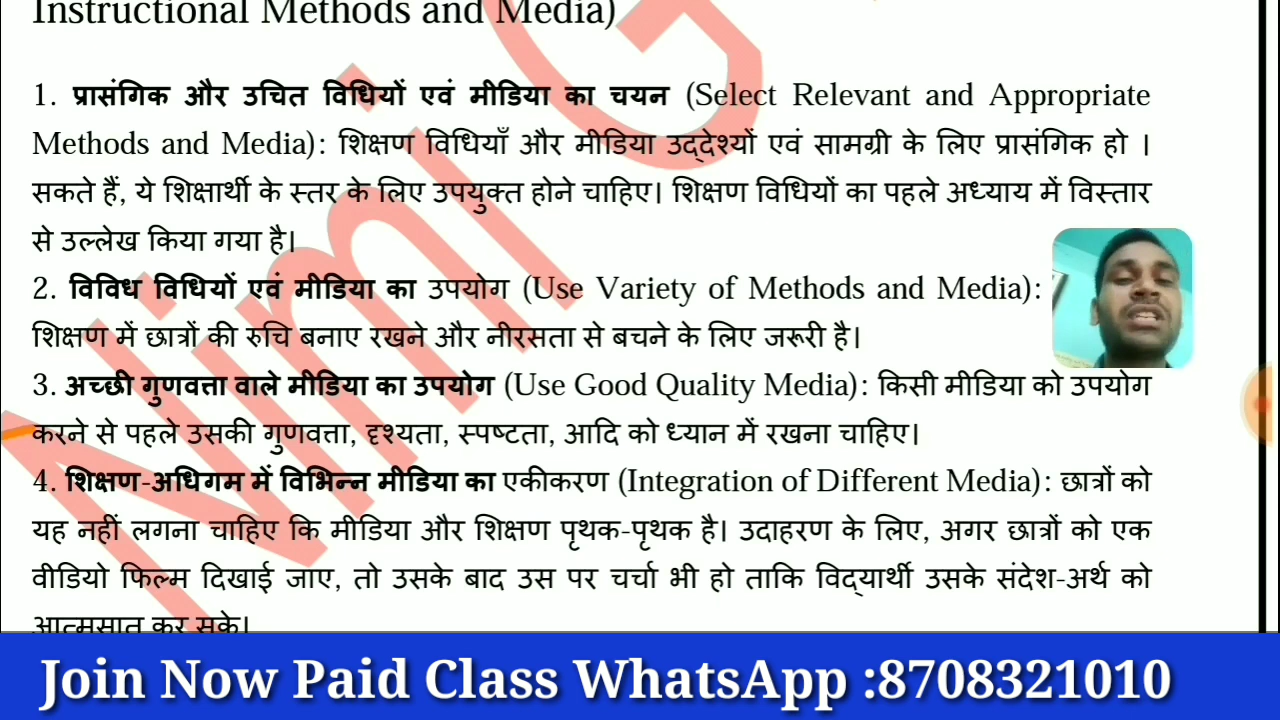 Instructional Methods and Media)
1. प्रासंगिक और उचित विधियों एवं मीडिया का चयन (Select Relevant and Appropriate
Methods and Media): शिक्षण विधियाँ और मीडिया उद्देश्यों एवं सामग्री के लिए प्रासंगिक हो ।
सकते हैं, ये शिक्षार्थी के स्तर के लिए उपयुक्त होने चाहिए। शिक्षण विधियों का पहले अध्याय में विस्तार
से उल्लेख किया गया है।
2. विविध विधियों एवं मीडिया का उपयोग (Use Variety of Methods and Media):
शिक्षण में छात्रों की रुचि बनाए रखने और नीरसता से बचने के लिए जरूरी है।
3. अच्छी गुणवत्ता वाले मीडिया का उपयोग (Use Good Quality Media): किसी मीडिया को उपयोग
करने से पहले उसकी गुणवत्ता, दृश्यता, स्पष्टता, आदि को ध्यान में रखना चाहिए।
4. शिक्षण-अधिगम में विभिन्न मीडिया का एकीकरण (Integration of Different Media): छात्रों को
यह नहीं लगना चाहिए कि मीडिया और शिक्षण पृथक-पृथक है। उदाहरण के लिए, अगर छात्रों को एक
वीडियो फिल्म दिखाई जाए, तो उसके बाद उस पर चर्चा भी हो ताकि विद्यार्थी उसके संदेश-अर्थ को
आत्मसात कर सके।
Nimi G
Join Now Paid Class WhatsApp :8708321010